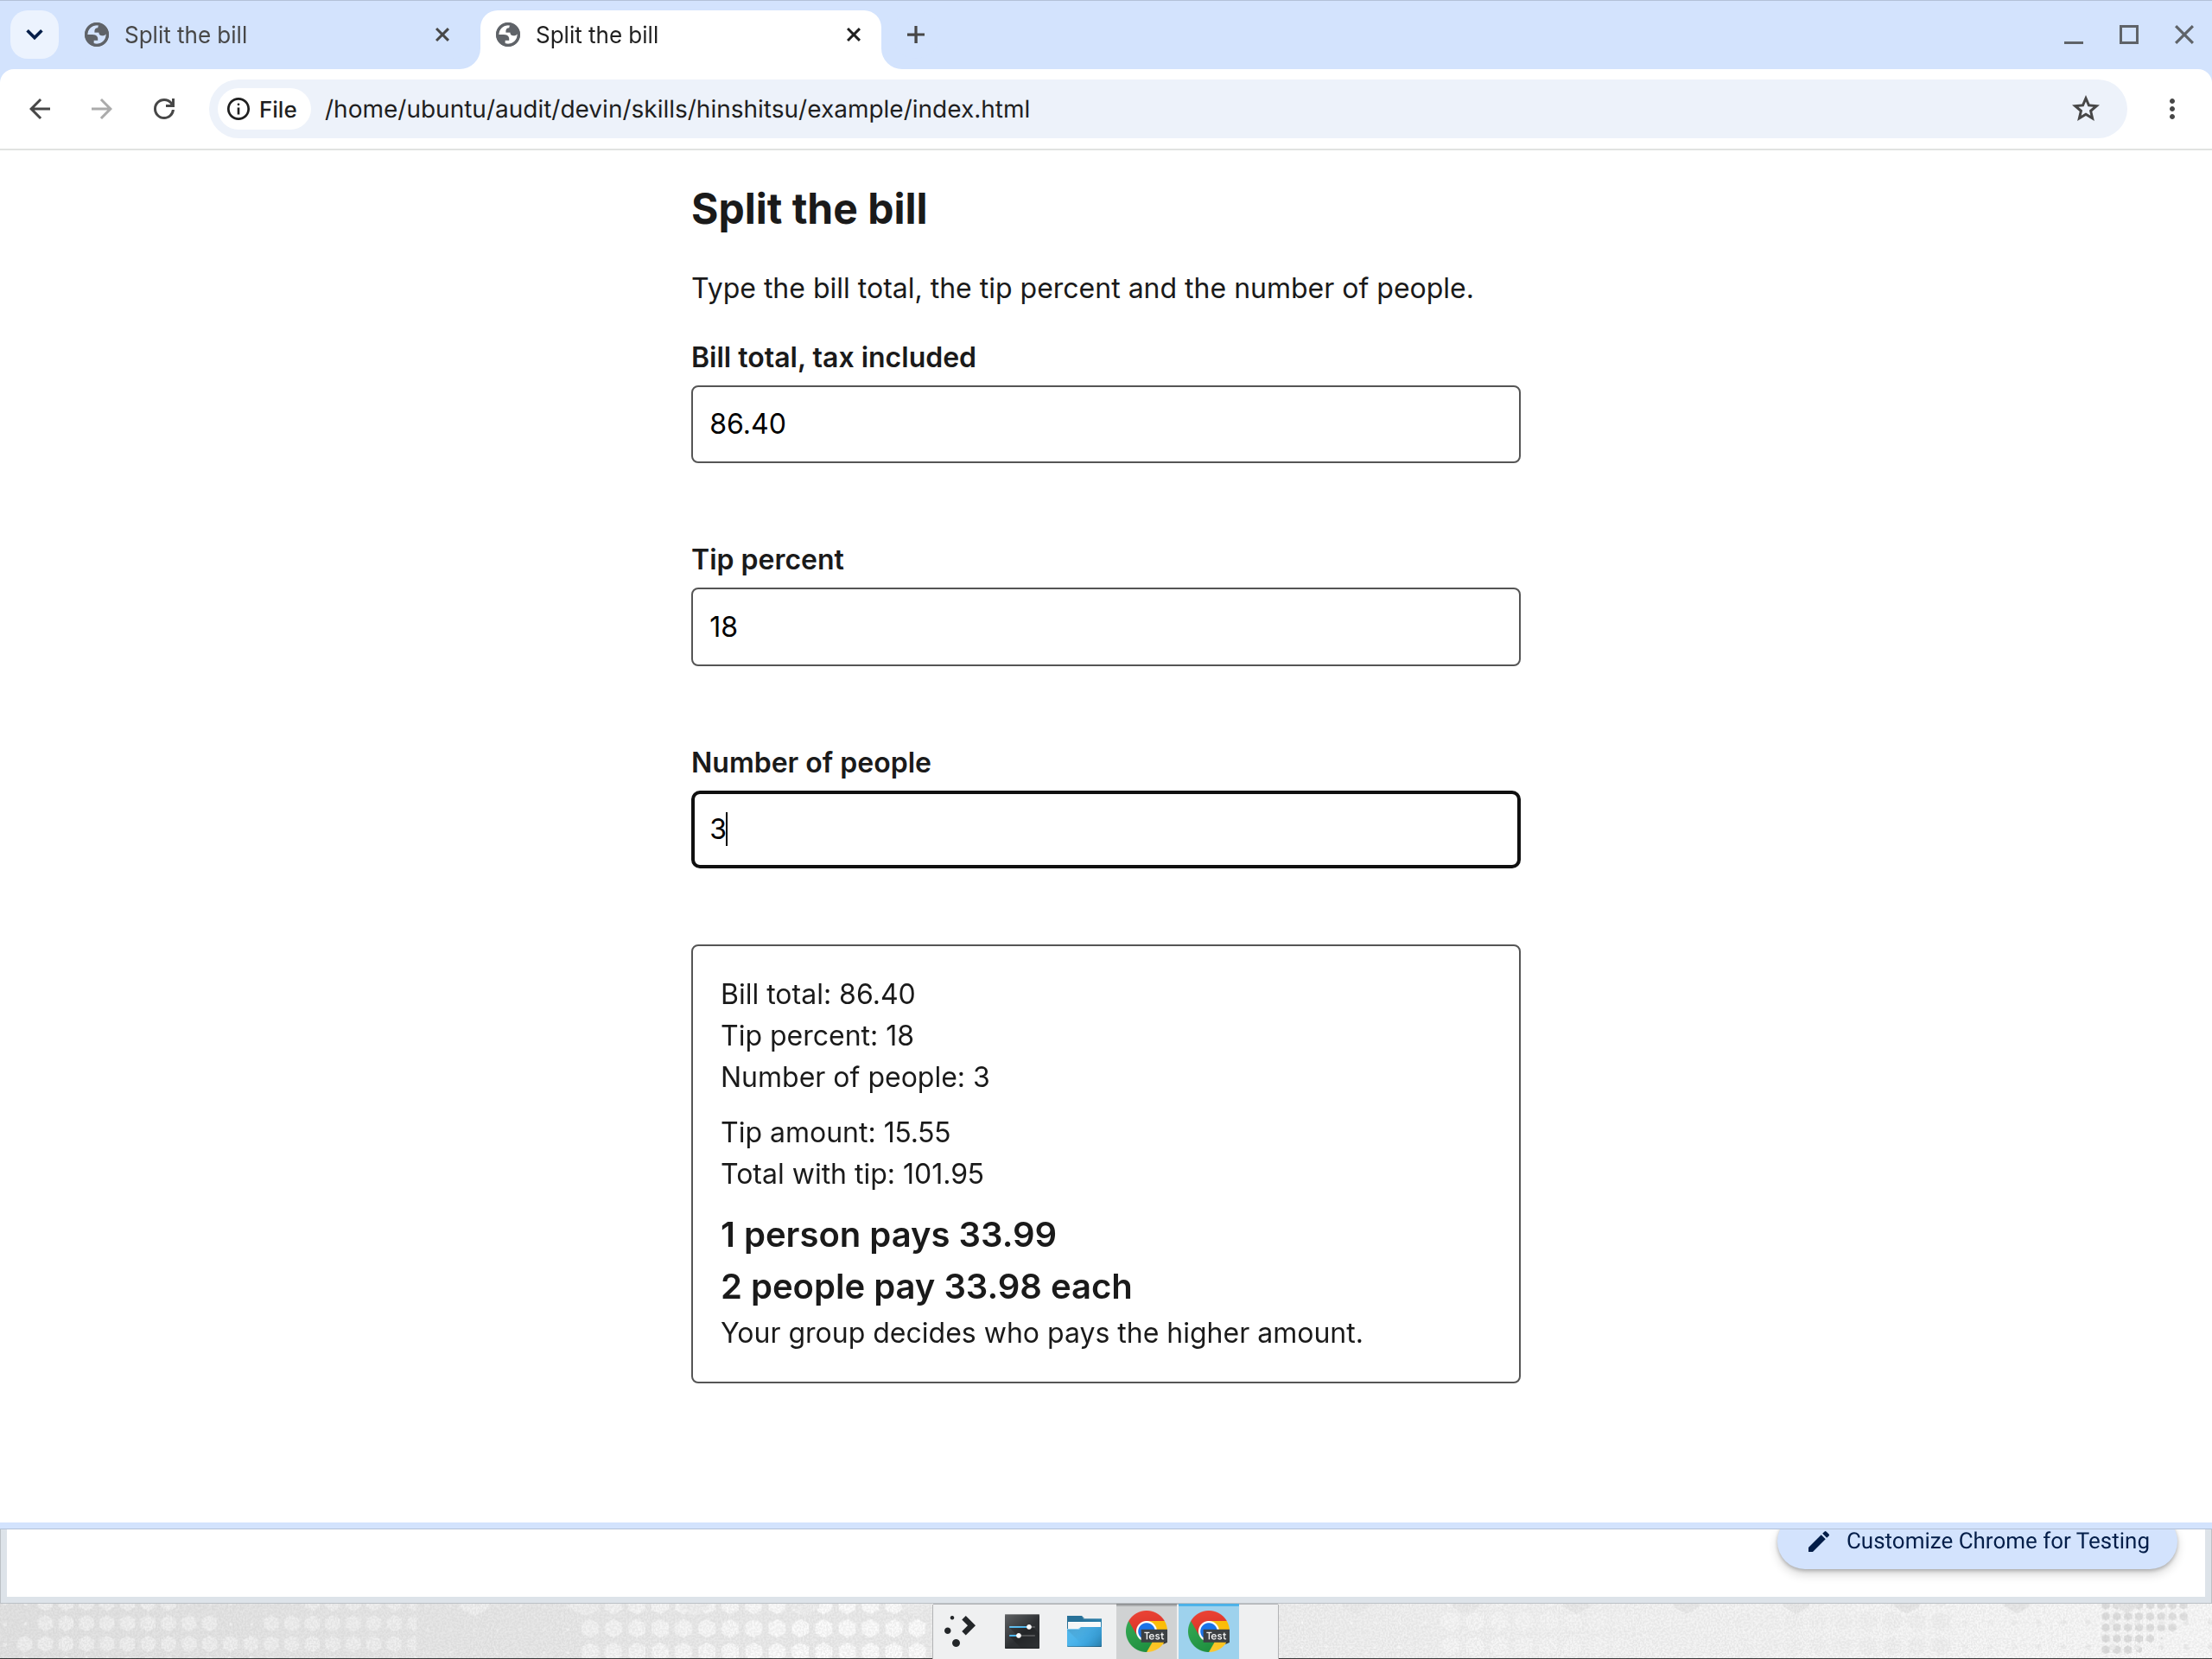 Split the bill
Split the bill
File /home/ubuntu/audit/devin/skills/hinshitsu/example/index.html
Split the bill
Type the bill total, the tip percent and the number of people.
Bill total, tax included
86.40
Tip percent
18
Number of people
3
Bill total: 86.40
Tip percent: 18
Number of people: 3
Tip amount: 15.55
Total with tip: 101.95
1 person pays 33.99
2 people pay 33.98 each
Your group decides who pays the higher amount.
Customize Chrome for Testing
Test
Test